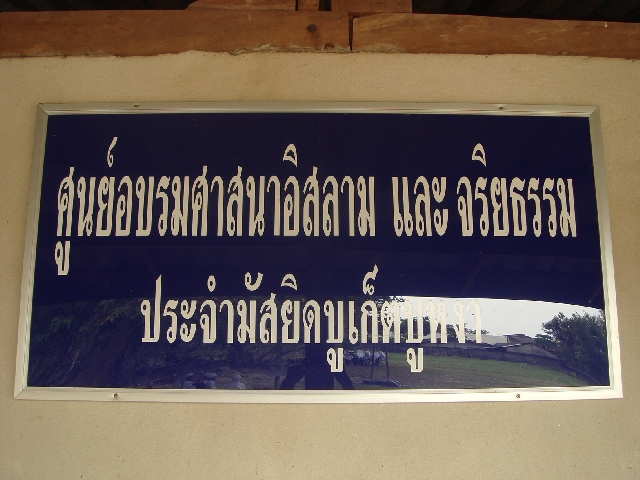 ศูนย์อบรมศาสนาอิสลาม และ จริยธรรม
ประจำมัสยิดบูเก็ตบูหงา